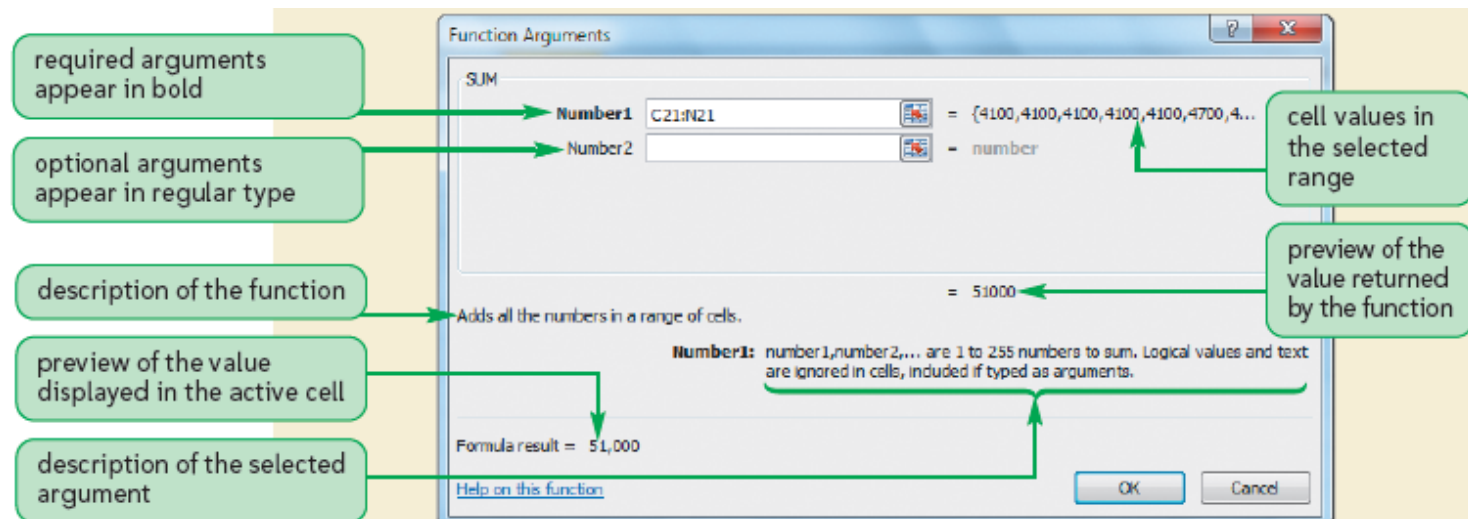 Function Arguments
required arguments
appear in bold
SUM
Number1 C21:N21 = {4100,4100,4100,4100,4100,4700,4...
cell values in
the selected
range
Number2 = number
optional arguments
appear in regular type
preview of the
value returned
by the function
= 51000
description of the function
Adds all the numbers in a range of cells.
Number1: number1,number2,... are 1 to 255 numbers to sum. Logical values and text
are ignored in cells, included if typed as arguments.
preview of the value
displayed in the active cell
Formula result = 51,000
description of the selected
argument
Help on this function
OK
Cancel